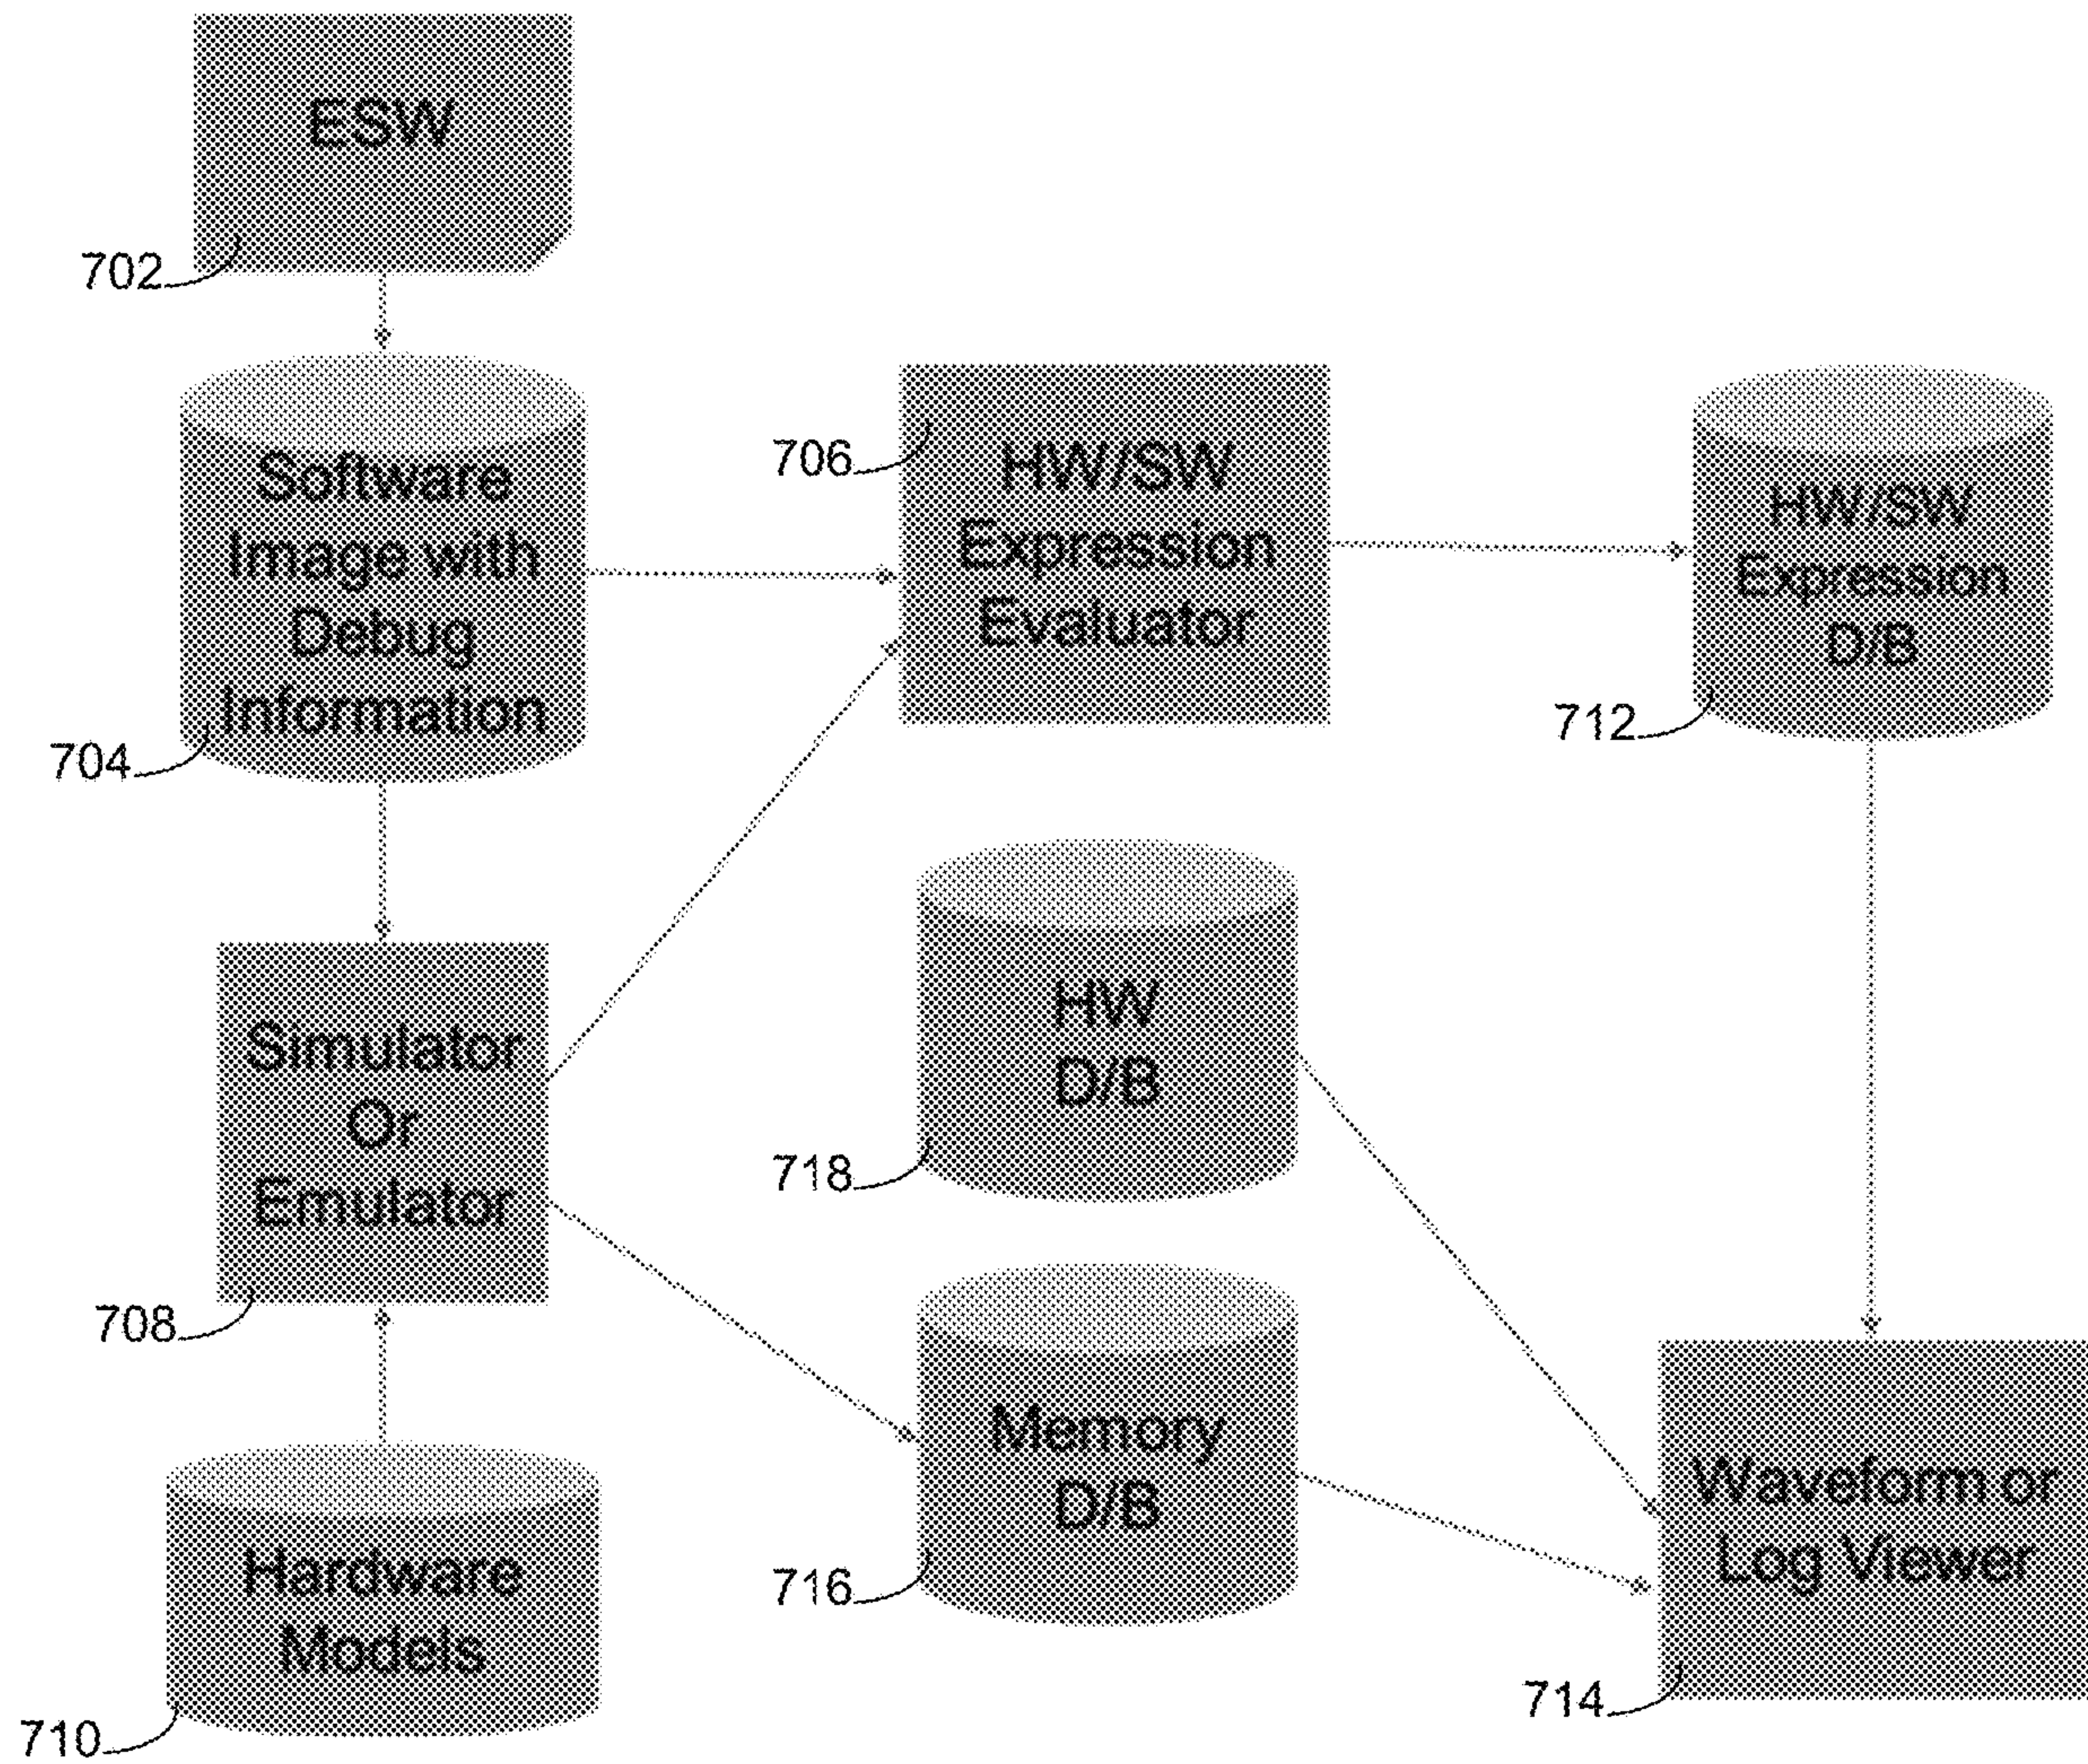 ESW
702
Software
Image with
Debug
Information
704
706
HW/SW
Expression
Evaluator
HW/SW
Expression
D/B
712
Simulator
Or
Emulator
708
HW
D/B
718
Memory
D/B
716
Hardware
Models
710
Waveform or
Log Viewer
714